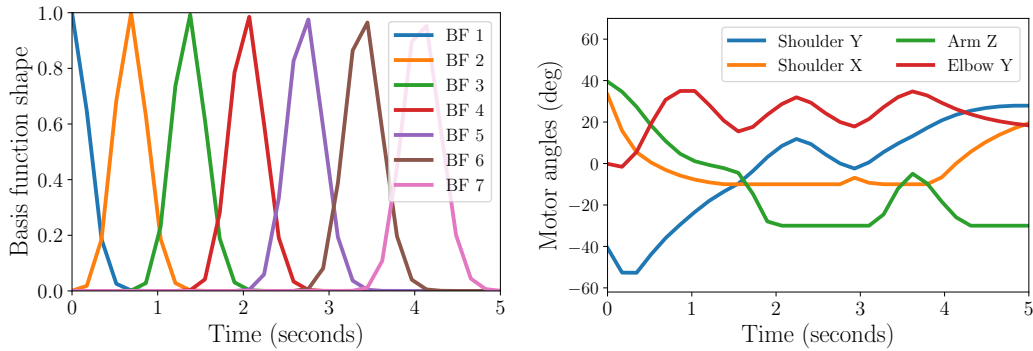 Basis function shape
1.0
0.8
0.6
0.4
0.2
0.0
0
1
2
3
4
5
Time (seconds)
BF 1
BF 2
BF 3
BF 4
BF 5
BF 6
BF 7
Motor angles (deg)
60
40
20
0
−20
−40
−60
0
1
2
3
4
5
Time (seconds)
Shoulder Y
Shoulder X
Arm Z
Elbow Y